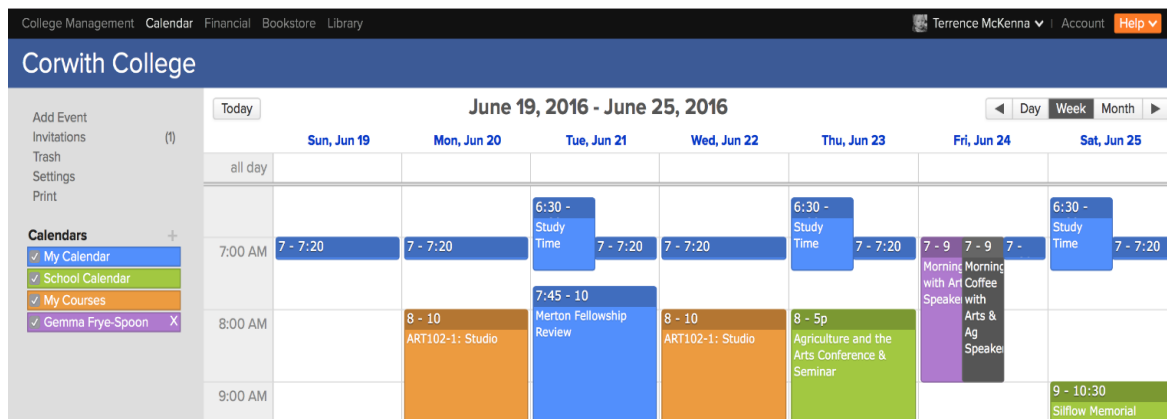 College Management Calendar Financial Bookstore Library Terrence McKenna Account Help
Corwith College
Add Event
Invitations (1)
Trash
Settings
Print
Calendars +
My Calendar
School Calendar
My Courses
Gemma Frye-Spoon X
Today June 19, 2016 - June 25, 2016 Day Week Month
Sun, Jun 19 Mon, Jun 20 Tue, Jun 21 Wed, Jun 22 Thu, Jun 23 Fri, Jun 24 Sat, Jun 25
all day
7:00 AM
8:00 AM
9:00 AM
7 - 7:20
7 - 7:20
8 - 10
ART102-1: Studio
6:30 -
Study
Time
7 - 7:20
7:45 - 10
Merton Fellowship
Review
7 - 7:20
8 - 10
ART102-1: Studio
6:30 -
Study
Time
7 - 7:20
8 - 5p
Agriculture and the
Arts Conference &
Seminar
7 - 9
Morning
with Art
Speaker
7 - 9
Morning
Coffee
with
Arts &
Ag
Speaker
7 -
6:30 -
Study
Time
7 - 7:20
9 - 10:30
Silflow Memorial